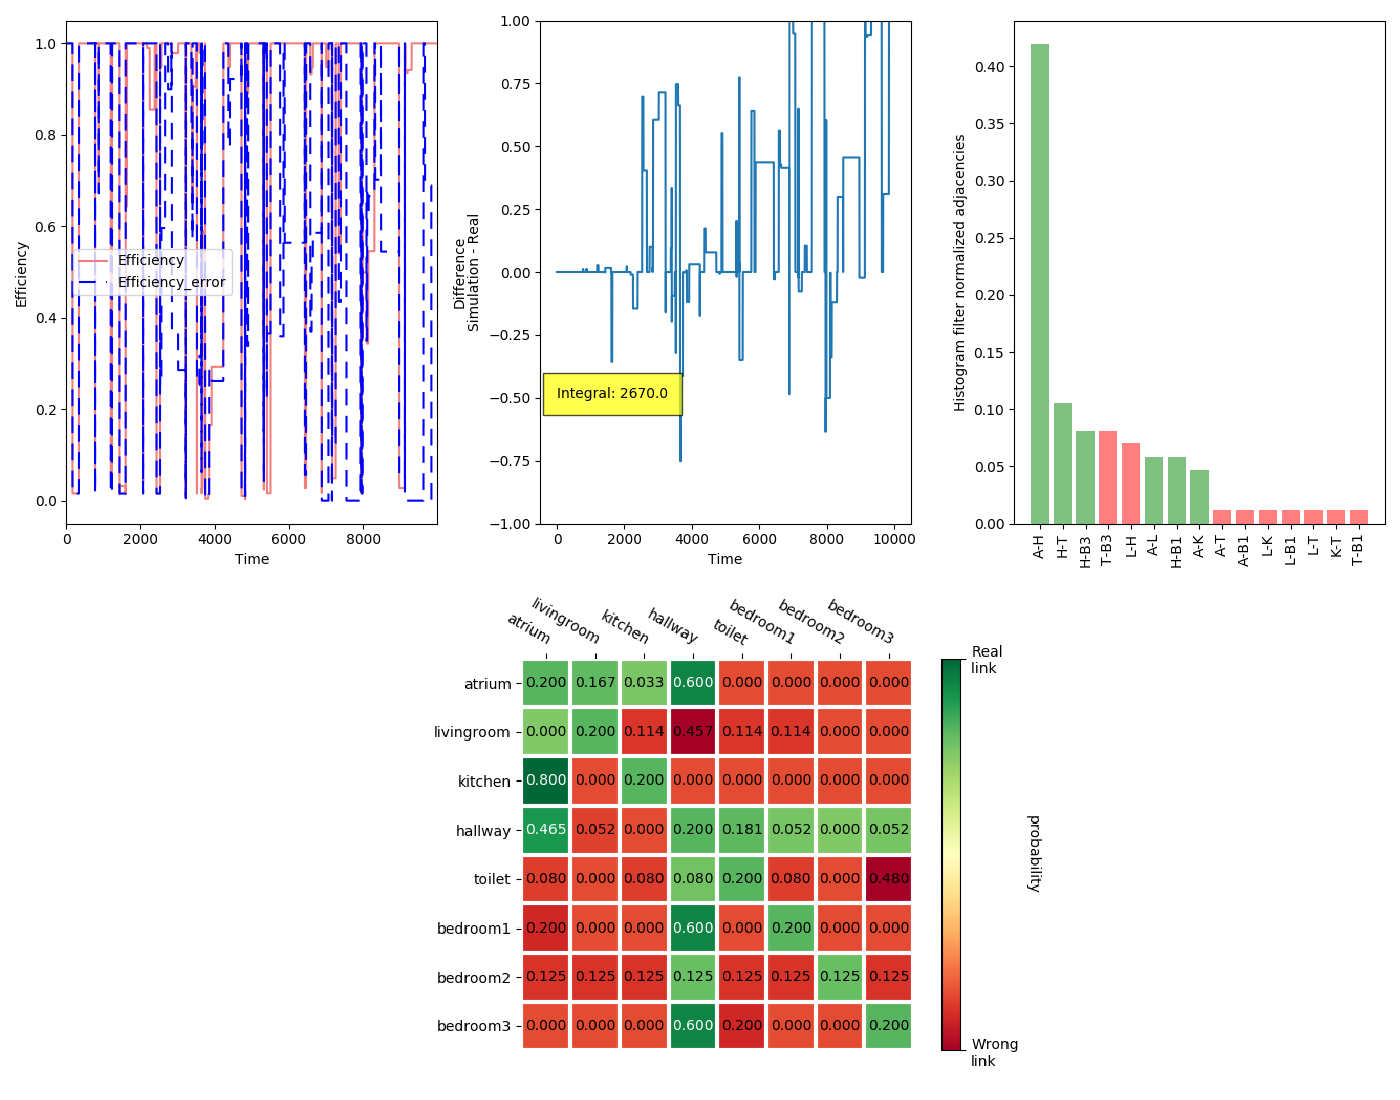 1.0
0.8
0.6
0.4
0.2
0.0
Efficiency
Efficiency
Efficiency_error
0
2000
4000
6000
8000
Time
1.00
0.75
0.50
0.25
0.00
−0.25
−0.50
−0.75
−1.00
Difference
Simulation - Real
Integral: 2670.0
0
2000
4000
6000
8000
10000
Time
0.40
0.35
0.30
0.25
0.20
0.15
0.10
0.05
0.00
Histogram filter normalized adjacencies
A-H
H-T
H-B3
T-B3
L-H
A-L
H-B1
A-K
A-T
A-B1
L-K
L-B1
L-T
K-T
T-B1
atrium
livingroom
kitchen
hallway
toilet
bedroom1
bedroom2
bedroom3
atrium 0.200 0.167 0.033 0.600 0.000 0.000 0.000 0.000
livingroom 0.000 0.200 0.114 0.457 0.114 0.114 0.000 0.000
kitchen 0.800 0.000 0.200 0.000 0.000 0.000 0.000 0.000
hallway 0.465 0.052 0.000 0.200 0.181 0.052 0.000 0.052
toilet 0.080 0.000 0.080 0.080 0.200 0.080 0.000 0.480
bedroom1 0.200 0.000 0.000 0.600 0.000 0.200 0.000 0.000
bedroom2 0.125 0.125 0.125 0.125 0.125 0.125 0.125 0.125
bedroom3 0.000 0.000 0.000 0.600 0.200 0.000 0.000 0.200
Real
link
probability
Wrong
link